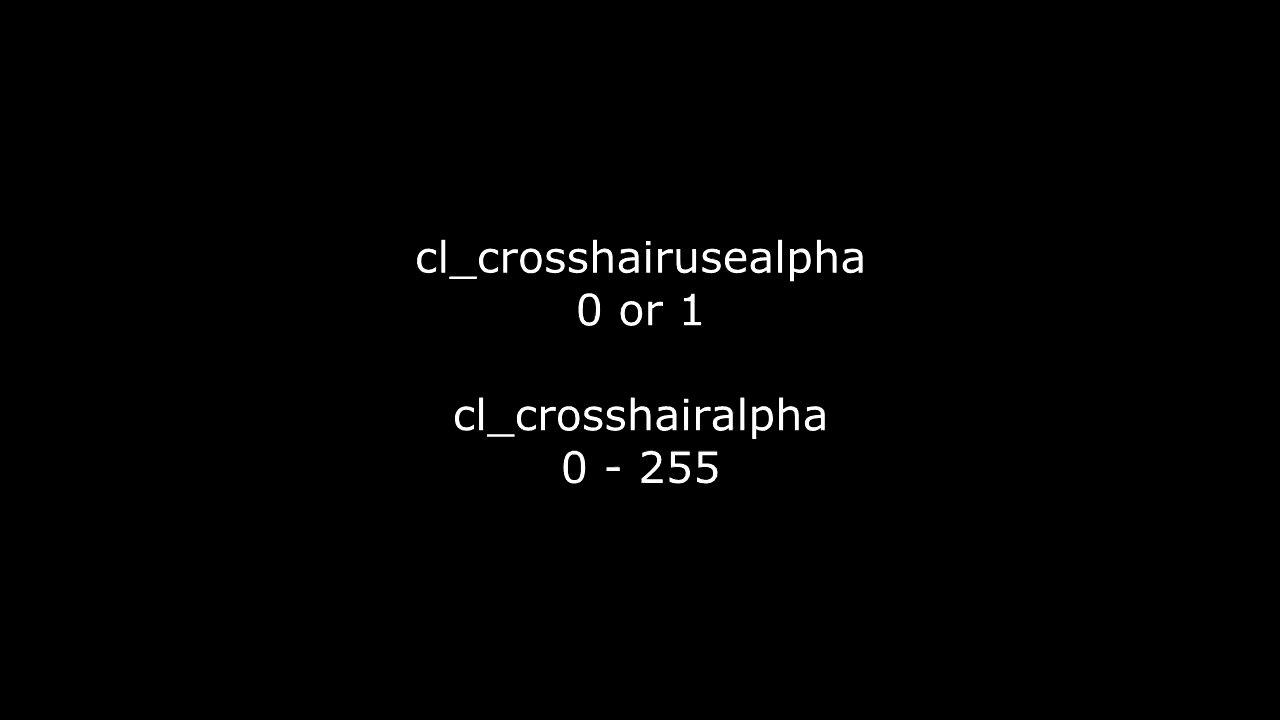 cl_crosshairusealpha
0 or 1
cl_crosshairalpha
0 - 255